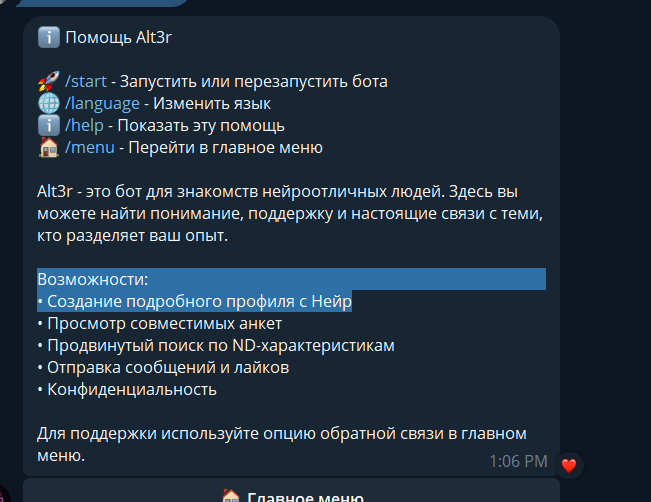 Помощь Alt3r
/start - Запустить или перезапустить бота
/language - Изменить язык
/help - Показать эту помощь
/menu - Перейти в главное меню
Alt3r - это бот для знакомств нейроотличных людей. Здесь вы
можете найти понимание, поддержку и настоящие связи с теми,
кто разделяет ваш опыт.
Возможности:
• Создание подробного профиля с Нейр
• Просмотр совместимых анкет
• Продвинутый поиск по ND-характеристикам
• Отправка сообщений и лайков
• Конфиденциальность
Для поддержки используйте опцию обратной связи в главном
меню.
1:06 PM
Главное меню